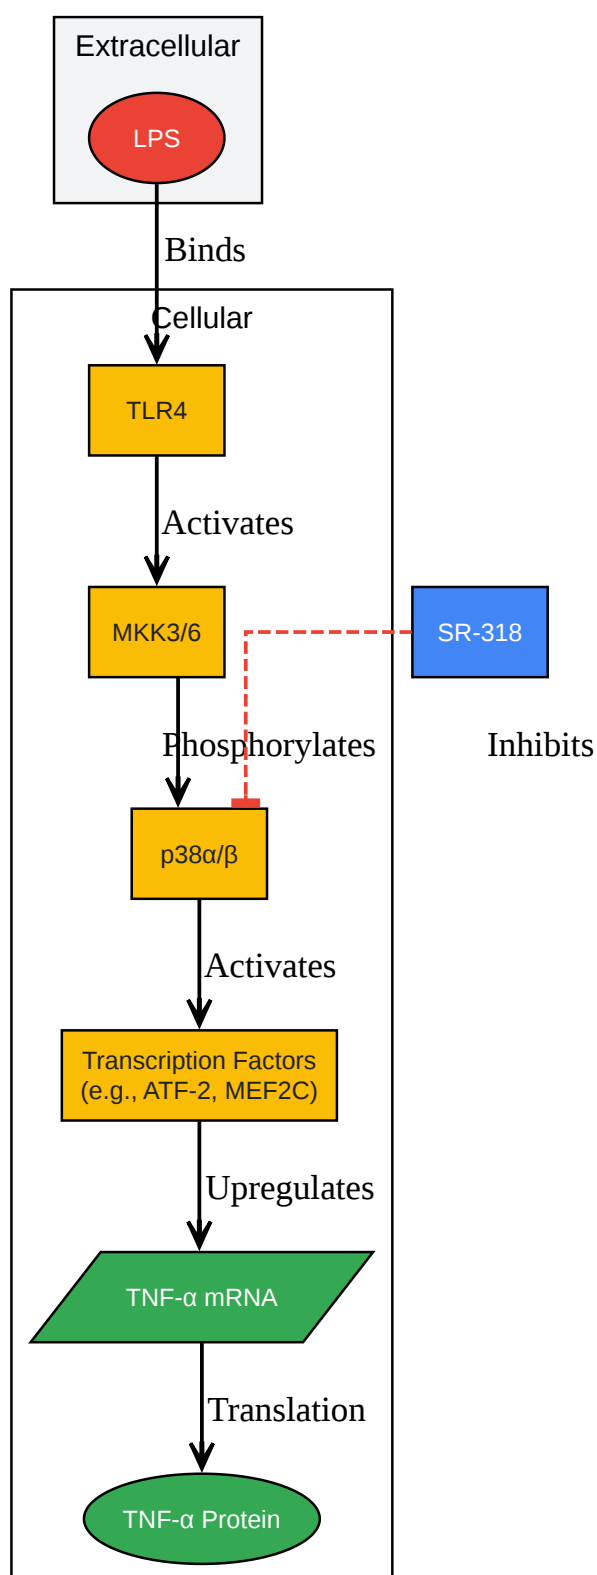 Extracellular
LPS
Binds
Cellular
TLR4
Activates
MKK3/6
SR-318
Phosphorylates
Inhibits
p38α/β
Activates
Transcription Factors
(e.g., ATF-2, MEF2C)
Upregulates
TNF-α mRNA
Translation
TNF-α Protein